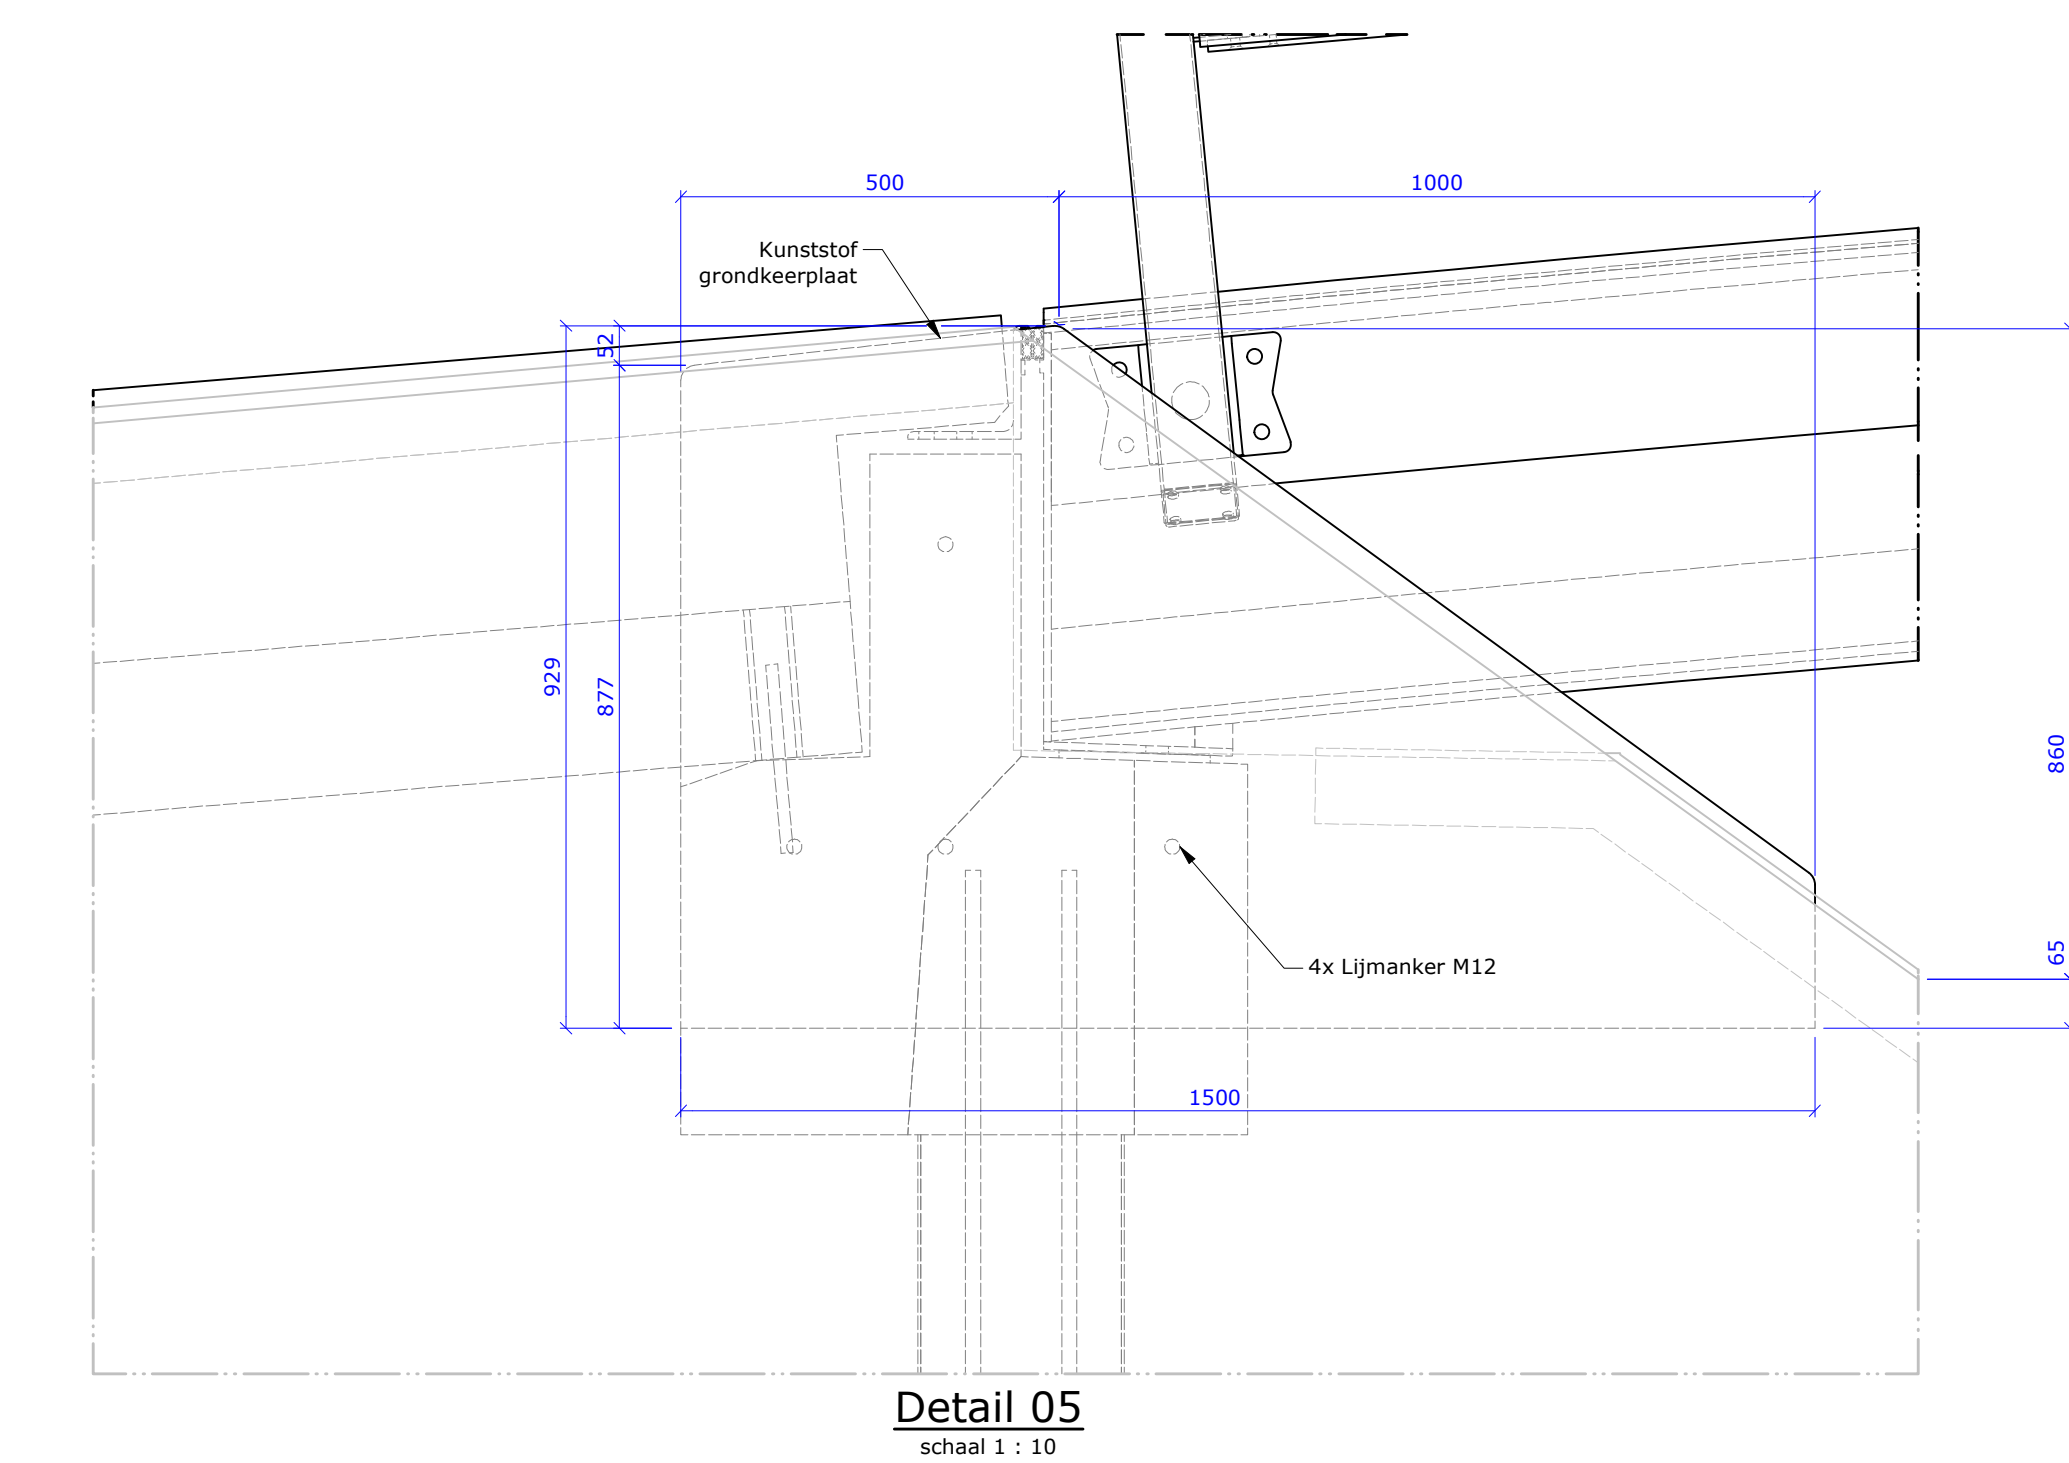 500
1000
Kunststof
grondkeerplaat
52
929
877
860
65
4x Lijmanker M12
1500
Detail 05
schaal 1 : 10